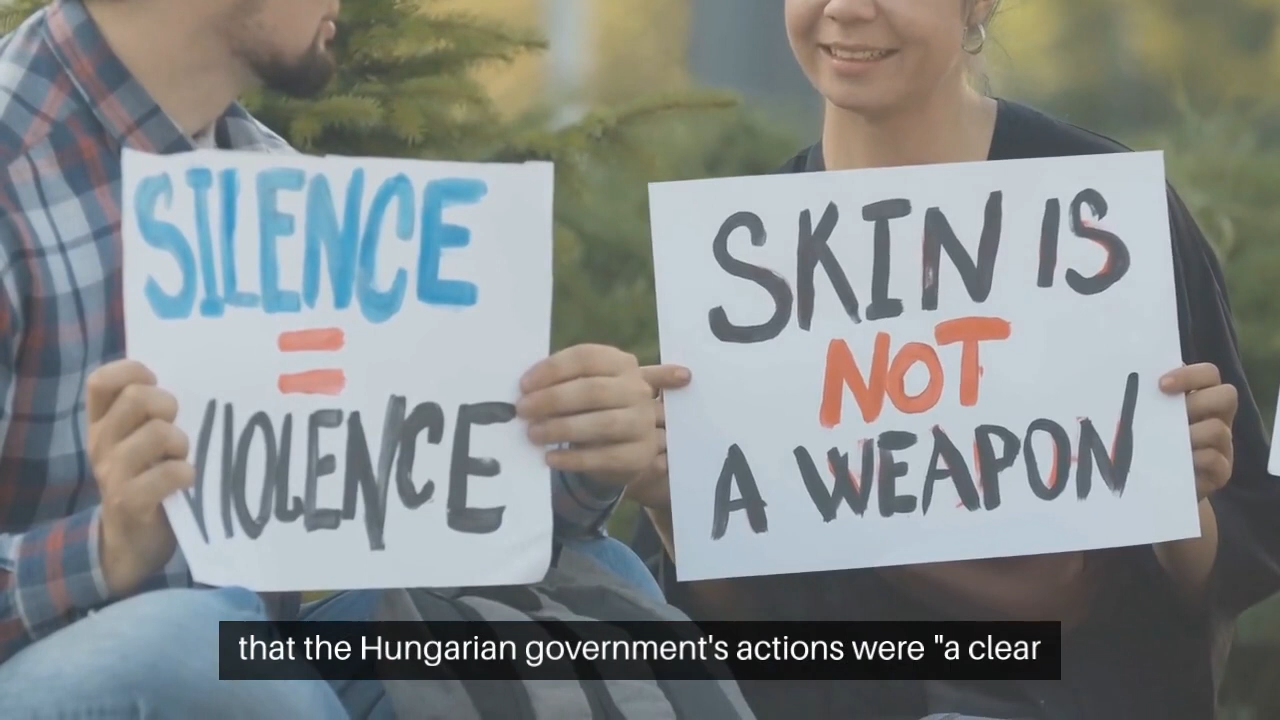 SILENCE
=
VIOLENCE
SKIN IS
NOT
A WEAPON
that the Hungarian government's actions were "a clear